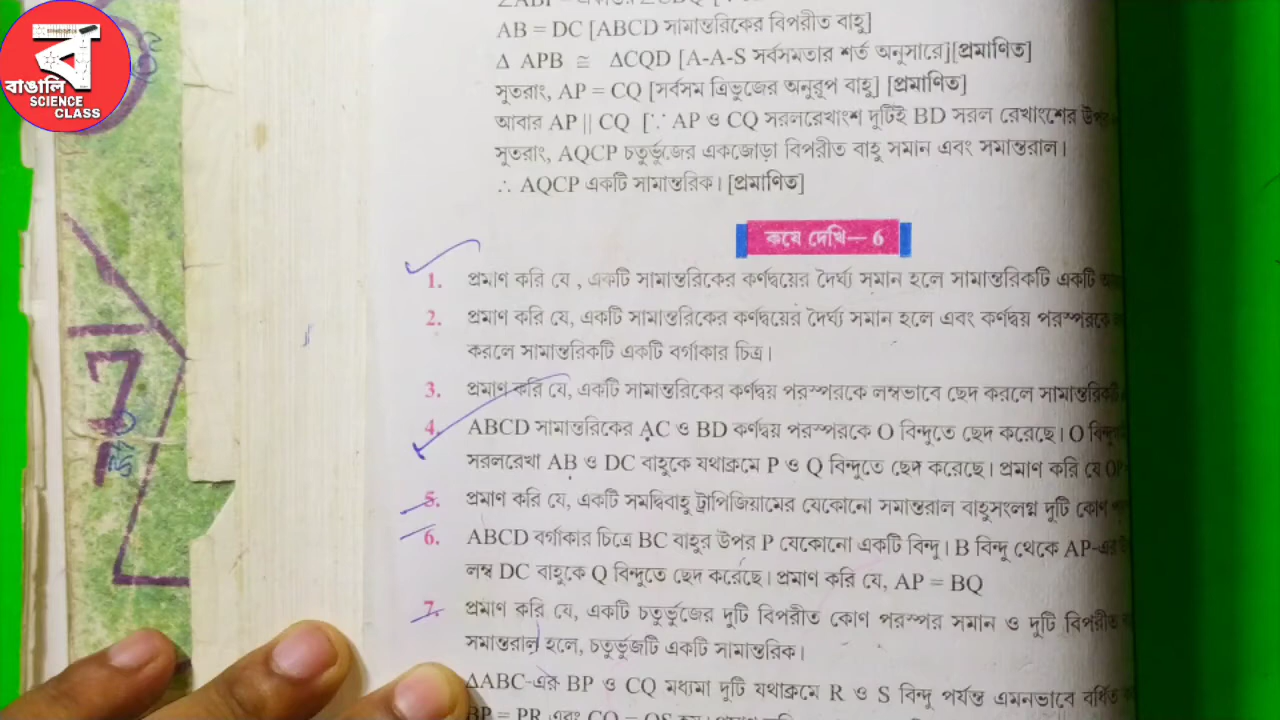 বাঙালি
SCIENCE
CLASS
AB = DC [ABCD সামান্তরিকের বিপরীত বাহু]
Δ APB ≅ ΔCQD [A-A-S সর্বসমতার শর্ত অনুসারে][প্রমাণিত]
সুতরাং, AP = CQ [সর্বসম ত্রিভুজের অনুরূপ বাহু] [প্রমাণিত]
আবার AP || CQ [∵ AP ও CQ সরলরেখাংশ দুটিই BD সরল রেখাংশের
সুতরাং, AQCP চতুর্ভুজের একজোড়া বিপরীত বাহু সমান এবং সমান্তরাল।
∴ AQCP একটি সামান্তরিক। [প্রমাণিত]
কষে দেখি— 6
1. প্রমাণ করি যে , একটি সামান্তরিকের কর্ণদ্বয়ের দৈর্ঘ্য সমান হলে সামান্তরিকটি একটি
2. প্রমাণ করি যে, একটি সামান্তরিকের কর্ণদ্বয়ের দৈর্ঘ্য সমান হলে এবং কর্ণদ্বয় পরস্পরকে
করলে সামান্তরিকটি একটি বর্গাকার চিত্র।
3. প্রমাণ করি যে, একটি সামান্তরিকের কর্ণদ্বয় পরস্পরকে লম্বভাবে ছেদ করলে সামান্তরিকটি
4. ABCD সামান্তরিকের AC ও BD কর্ণদ্বয় পরস্পরকে O বিন্দুতে ছেদ করেছে। O
সরলরেখা AB ও DC বাহুকে যথাক্রমে P ও Q বিন্দুতে ছেদ করেছে। প্রমাণ করি যে
5. প্রমাণ করি যে, একটি সমদ্বিবাহু ট্রাপিজিয়ামের যেকোনো সমান্তরাল বাহুসংলগ্ন দুটি কোণ
6. ABCD বর্গাকার চিত্রে BC বাহুর উপর P যেকোনো একটি বিন্দু। B বিন্দু থেকে AP-এর
লম্ব DC বাহুকে Q বিন্দুতে ছেদ করেছে। প্রমাণ করি যে, AP = BQ
7. প্রমাণ করি যে, একটি চতুর্ভুজের দুটি বিপরীত কোণ পরস্পর সমান ও দুটি বিপরীত
সমান্তরাল হলে, চতুর্ভুজটি একটি সামান্তরিক।
ΔABC-এর BP ও CQ মধ্যমা দুটি যথাক্রমে R ও S বিন্দু পর্যন্ত এমনভাবে বর্ধিত